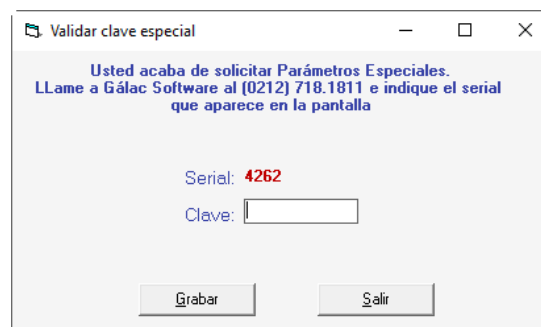 Validar clave especial
Usted acaba de solicitar Parámetros Especiales.
LLame a Gálac Software al (0212) 718.1811 e indique el serial
que aparece en la pantalla
Serial: 4262
Clave:
Grabar Salir